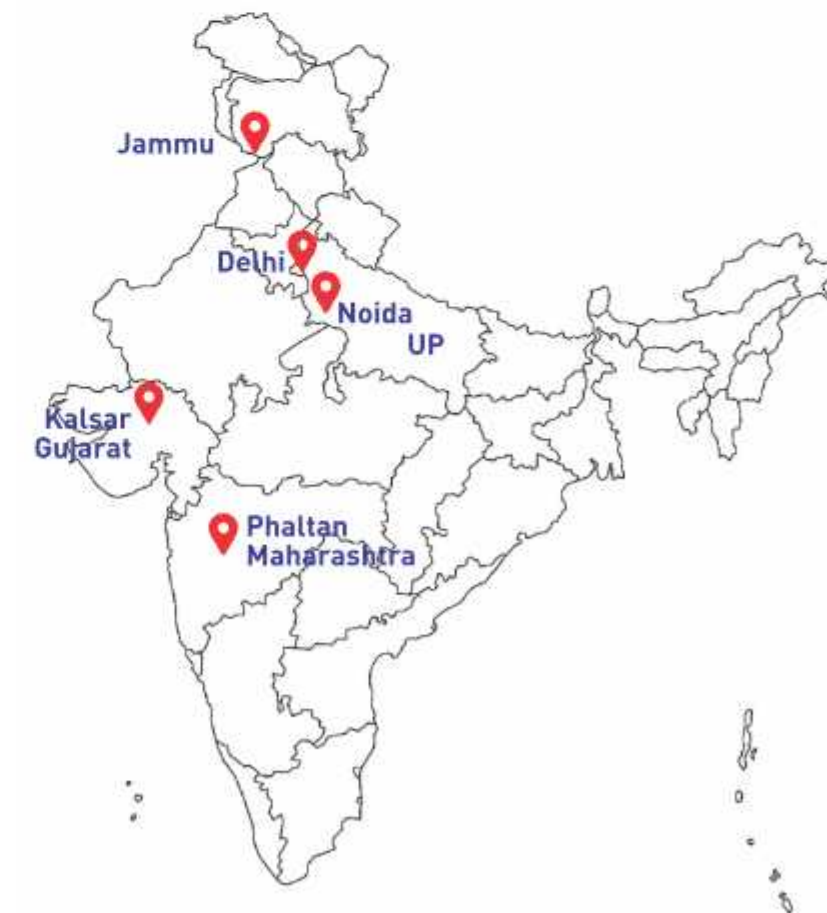 Jammu
Delhi
Noida
UP
Kalsar
Gujarat
Phaltan
Maharashtra